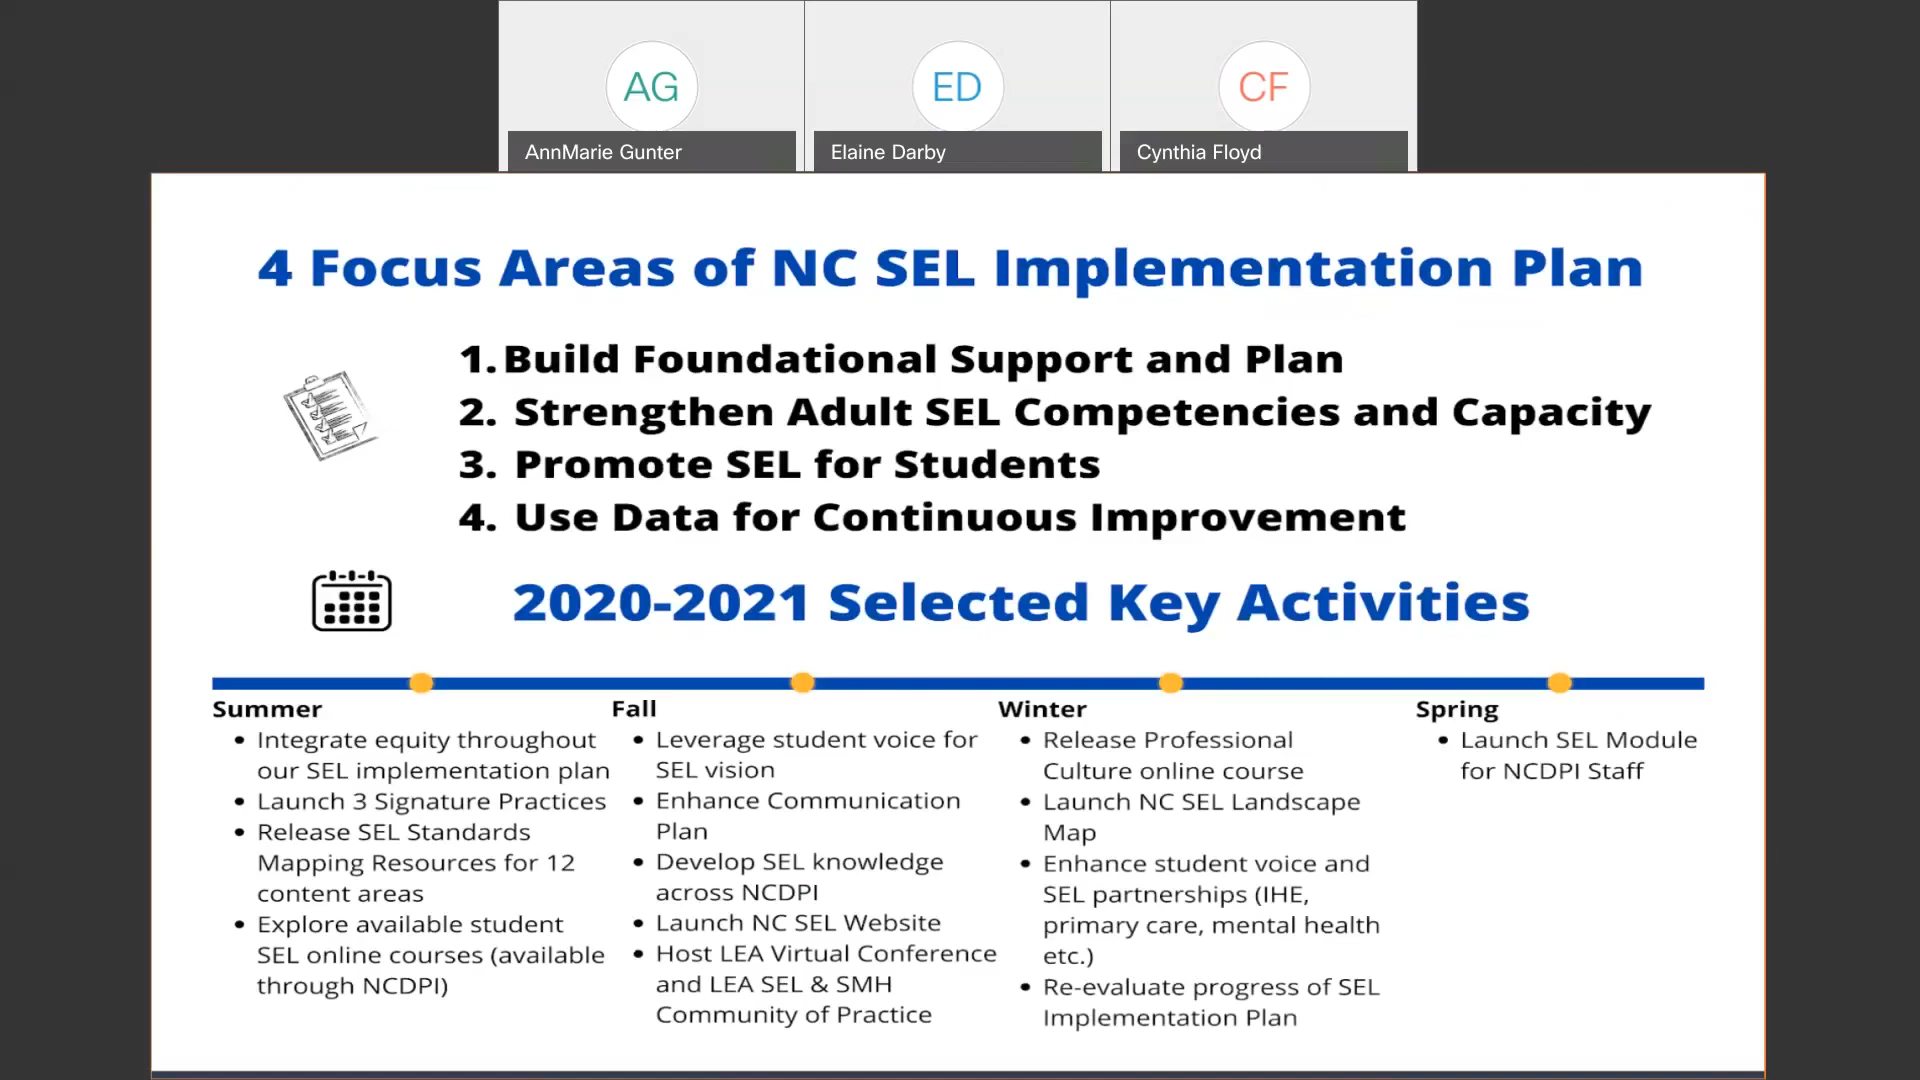 AG
ED
CF
AnnMarie Gunter
Elaine Darby
Cynthia Floyd
4 Focus Areas of NC SEL Implementation Plan
1. Build Foundational Support and Plan
2. Strengthen Adult SEL Competencies and Capacity
3. Promote SEL for Students
4. Use Data for Continuous Improvement
2020-2021 Selected Key Activities
Summer
• Integrate equity throughout
our SEL implementation plan
• Launch 3 Signature Practices
• Release SEL Standards
Mapping Resources for 12
content areas
• Explore available student
SEL online courses (available
through NCDPI)
Fall
• Leverage student voice for
SEL vision
• Enhance Communication
Plan
• Develop SEL knowledge
across NCDPI
• Launch NC SEL Website
• Host LEA Virtual Conference
and LEA SEL & SMH
Community of Practice
Winter
• Release Professional
Culture online course
• Launch NC SEL Landscape
Map
• Enhance student voice and
SEL partnerships (IHE,
primary care, mental health
etc.)
• Re-evaluate progress of SEL
Implementation Plan
Spring
• Launch SEL Module
for NCDPI Staff